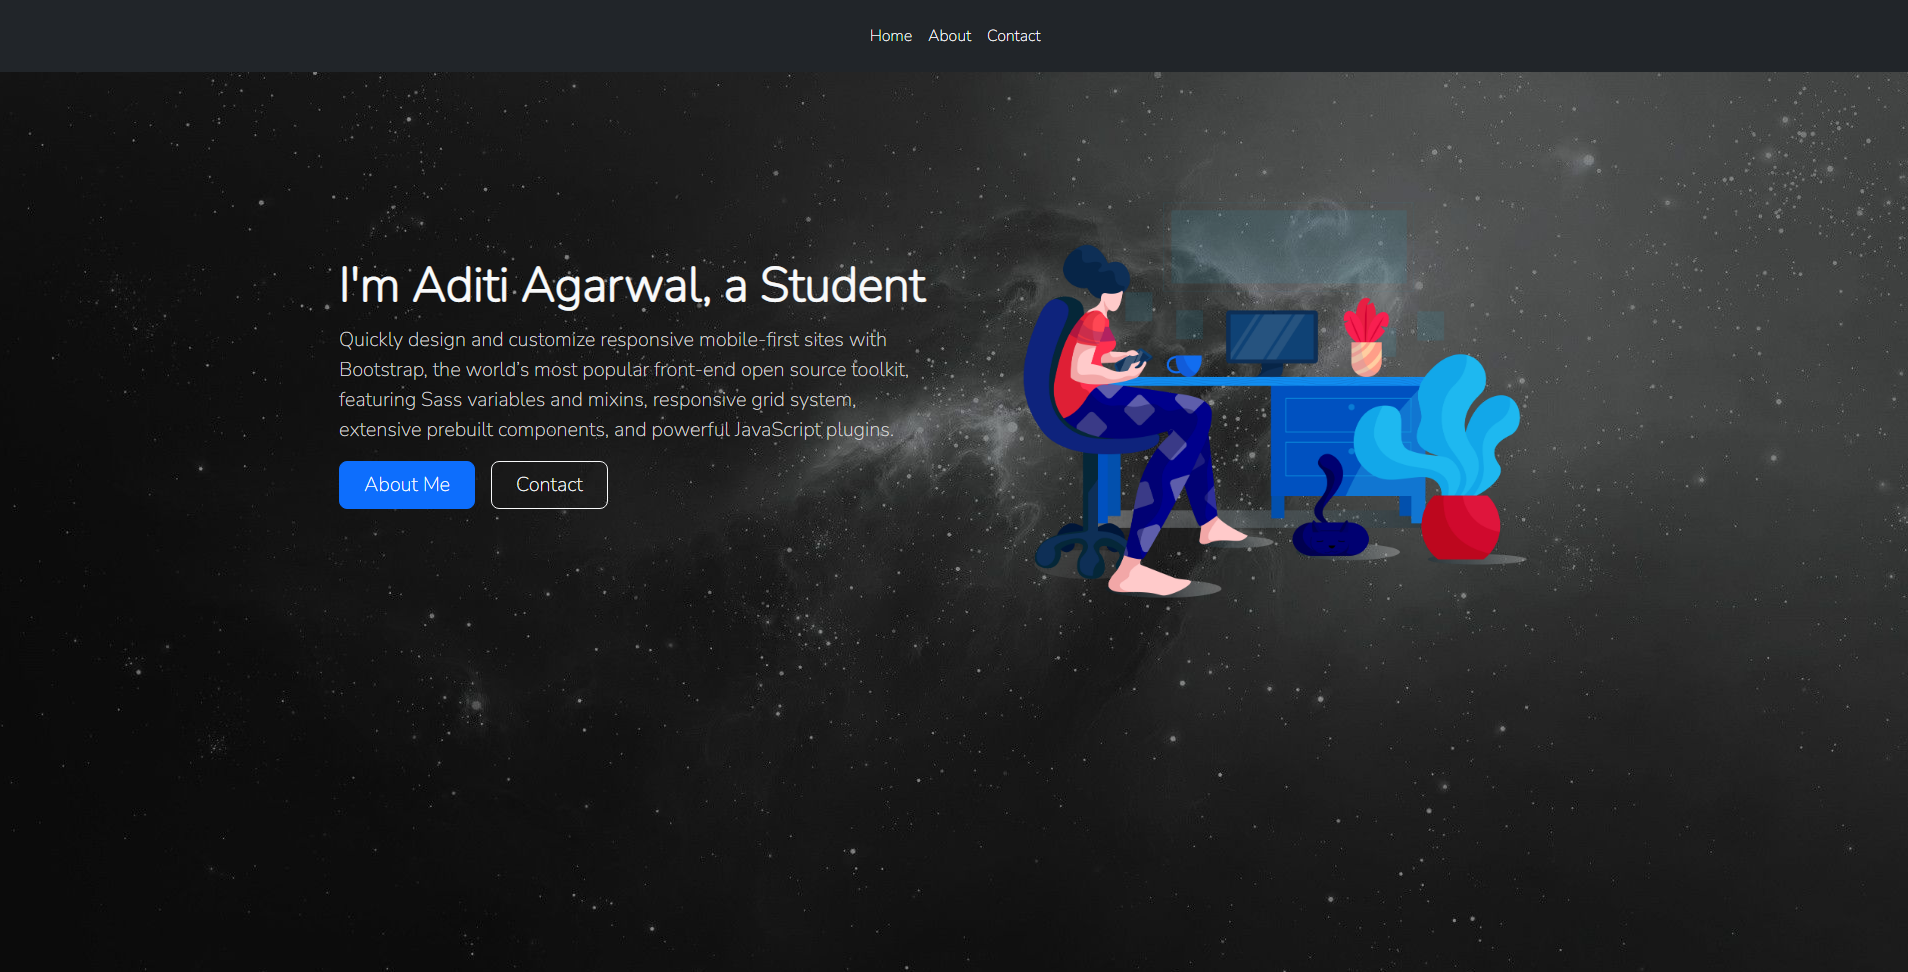 Home About Contact
I'm Aditi Agarwal, a Student
Quickly design and customize responsive mobile-first sites with
Bootstrap, the world’s most popular front-end open source toolkit,
featuring Sass variables and mixins, responsive grid system,
extensive prebuilt components, and powerful JavaScript plugins.
About Me Contact